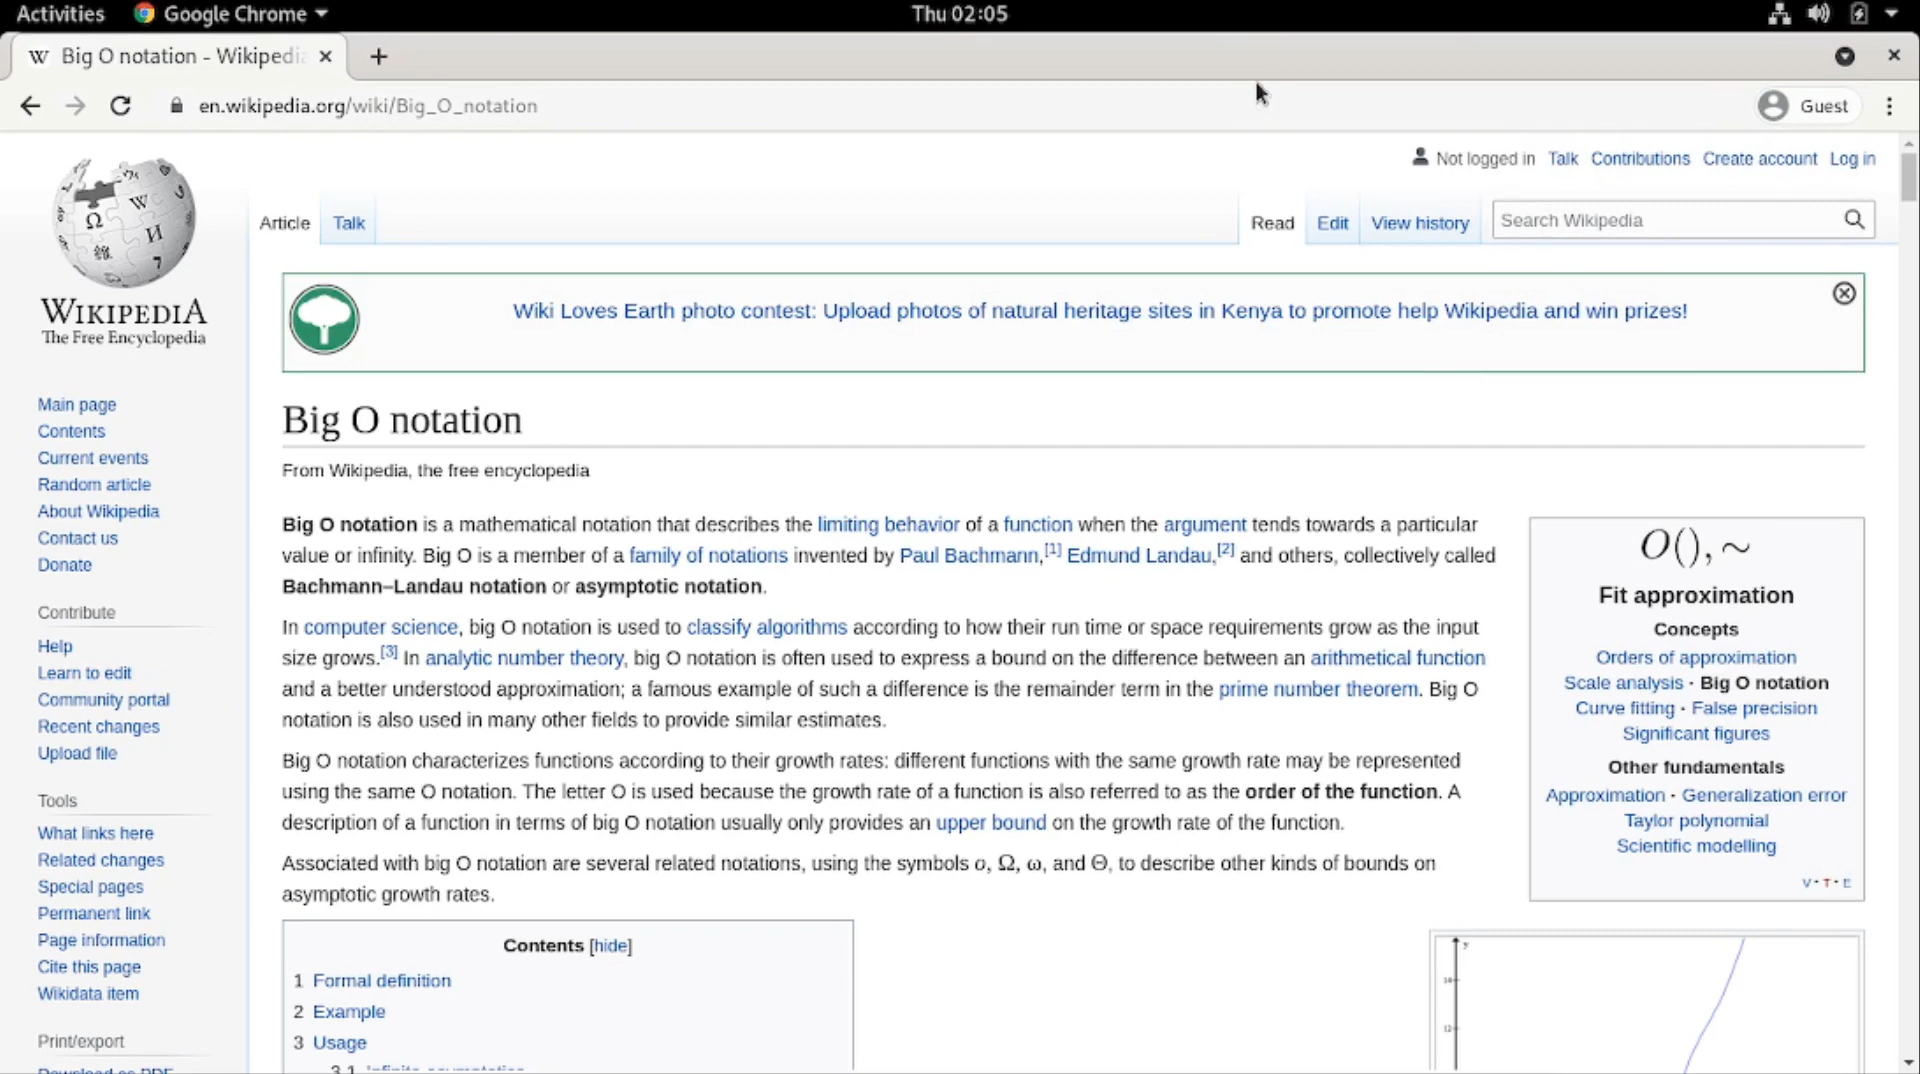 Activities Google Chrome Thu 02:05
Big O notation - Wikipedi
en.wikipedia.org/wiki/Big_O_notation Guest
Not logged in Talk Contributions Create account Log in
Article Talk Read Edit View history Search Wikipedia
WIKIPEDIA
The Free Encyclopedia
Wiki Loves Earth photo contest: Upload photos of natural heritage sites in Kenya to promote help Wikipedia and win prizes!
Main page
Contents
Current events
Random article
About Wikipedia
Contact us
Donate
Contribute
Help
Learn to edit
Community portal
Recent changes
Upload file
Tools
What links here
Related changes
Special pages
Permanent link
Page information
Cite this page
Wikidata item
Print/export
Download as PDF
Big O notation
From Wikipedia, the free encyclopedia
Big O notation is a mathematical notation that describes the limiting behavior of a function when the argument tends towards a particular
value or infinity. Big O is a member of a family of notations invented by Paul Bachmann,[1] Edmund Landau,[2] and others, collectively called
Bachmann–Landau notation or asymptotic notation.
In computer science, big O notation is used to classify algorithms according to how their run time or space requirements grow as the input
size grows.[3] In analytic number theory, big O notation is often used to express a bound on the difference between an arithmetical function
and a better understood approximation; a famous example of such a difference is the remainder term in the prime number theorem. Big O
notation is also used in many other fields to provide similar estimates.
Big O notation characterizes functions according to their growth rates: different functions with the same growth rate may be represented
using the same O notation. The letter O is used because the growth rate of a function is also referred to as the order of the function. A
description of a function in terms of big O notation usually only provides an upper bound on the growth rate of the function.
Associated with big O notation are several related notations, using the symbols o, Ω, ω, and Θ, to describe other kinds of bounds on
asymptotic growth rates.
Contents [hide]
1 Formal definition
2 Example
3 Usage
3.1 Infinite asymptotics
O(), ~
Fit approximation
Concepts
Orders of approximation
Scale analysis · Big O notation
Curve fitting · False precision
Significant figures
Other fundamentals
Approximation · Generalization error
Taylor polynomial
Scientific modelling
V · T · E
y
12